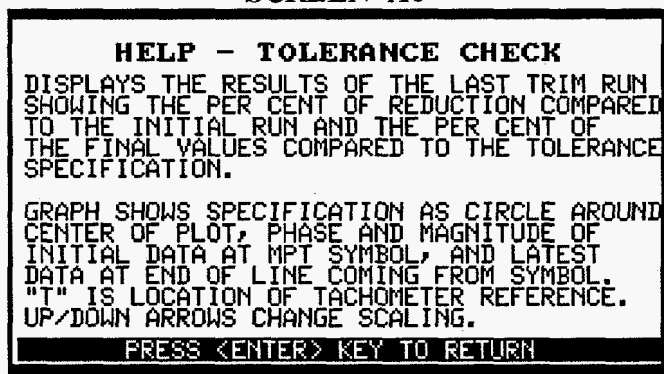 HELP - TOLERANCE CHECK
DISPLAYS THE RESULTS OF THE LAST TRIM RUN
SHOWING THE PER CENT OF REDUCTION COMPARED
TO THE INITIAL RUN AND THE PER CENT OF
THE FINAL VALUES COMPARED TO THE TOLERANCE
SPECIFICATION.
GRAPH SHOWS SPECIFICATION AS CIRCLE AROUND
CENTER OF PLOT, PHASE AND MAGNITUDE OF
INITIAL DATA AT MPT SYMBOL, AND LATEST
DATA AT END OF LINE COMING FROM SYMBOL.
"T" IS LOCATION OF TACHOMETER REFERENCE.
UP/DOWN ARROWS CHANGE SCALING.
PRESS <ENTER> KEY TO RETURN